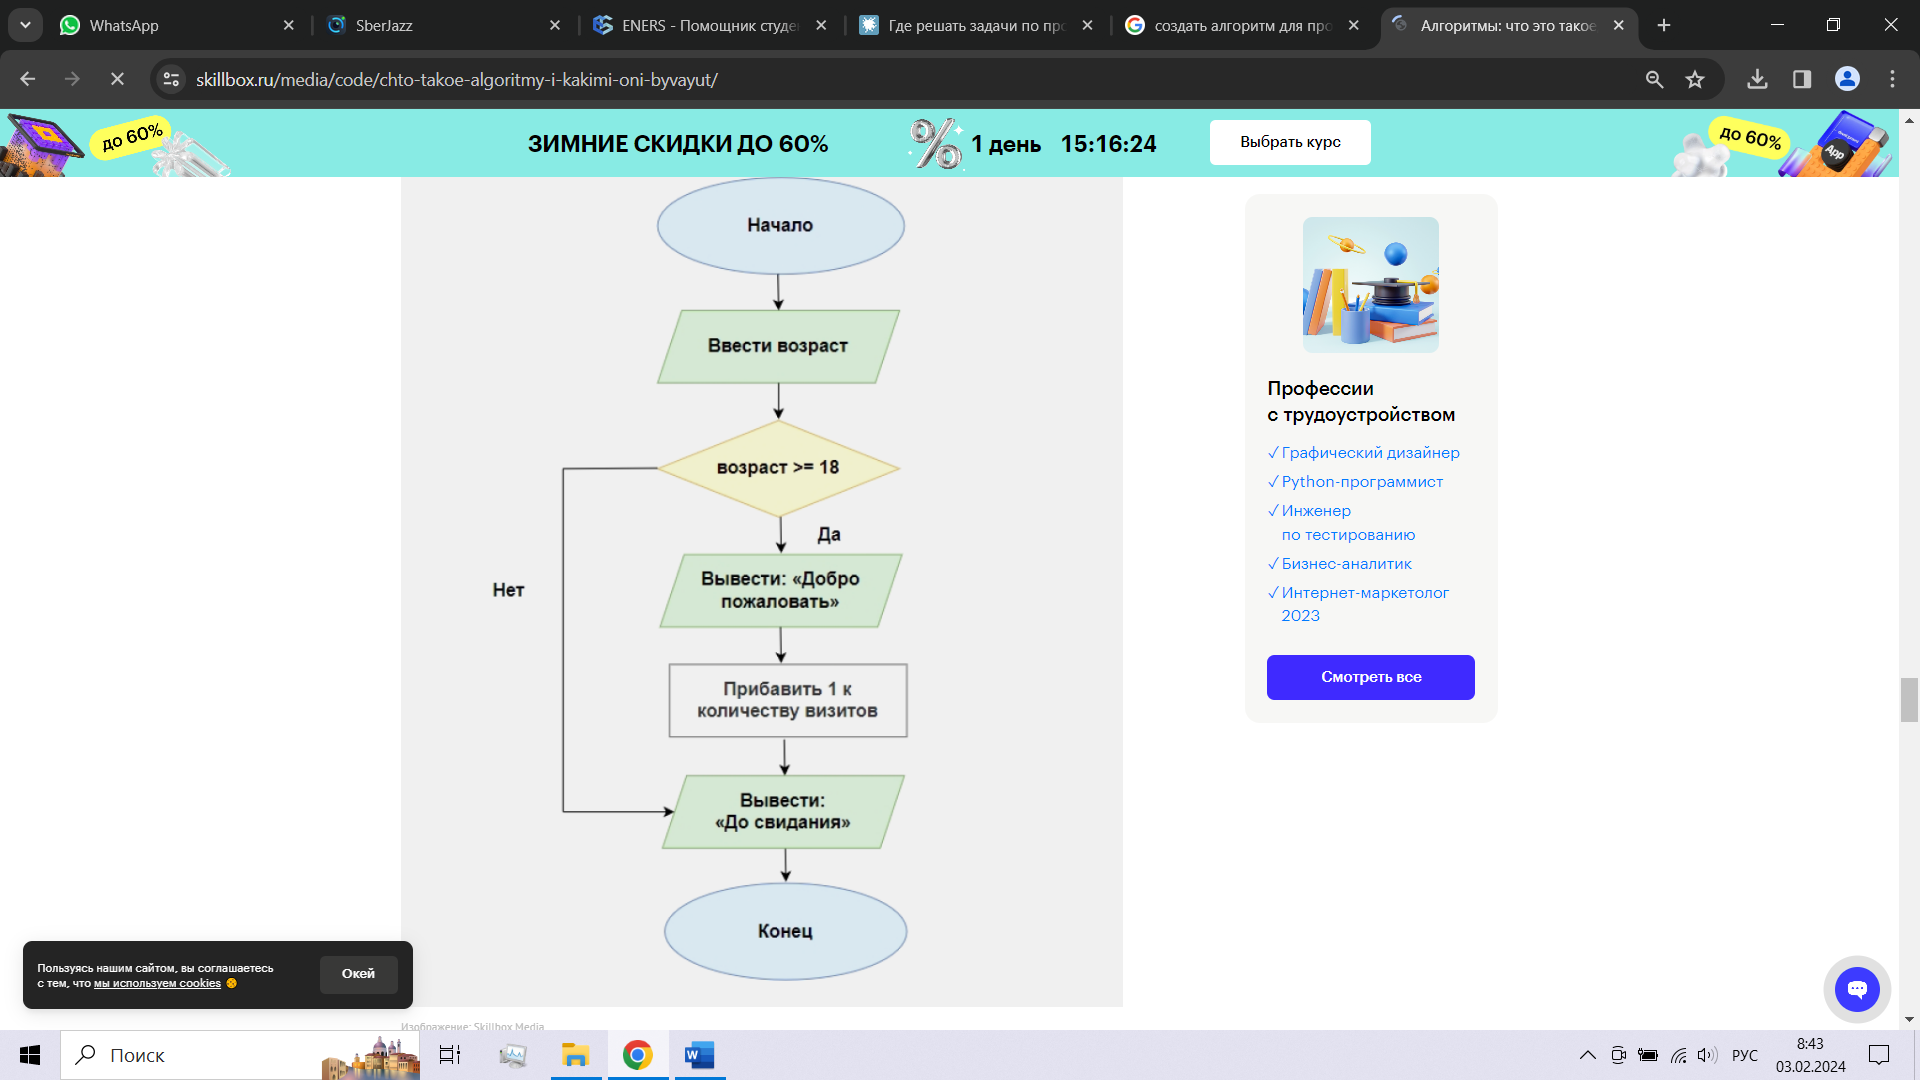 WhatsApp
SberJazz
ENERS - Помощник студе
Где решать задачи по пр
создать алгоритм для про
Алгоритмы: что это такое
skillbox.ru/media/code/chto-takoe-algoritmy-i-kakimi-oni-byvayut/
до 60%
ЗИМНИЕ СКИДКИ ДО 60%
%
1 день 15:16:24
Выбрать курс
до 60%
App
Начало
Ввести возраст
возраст >= 18
Да
Нет
Вывести: «Добро
пожаловать»
Прибавить 1 к
количеству визитов
Вывести:
«До свидания»
Конец
Изображение: Skillbox Media
Профессии
с трудоустройством
✓ Графический дизайнер
✓ Python-программист
✓ Инженер
по тестированию
✓ Бизнес-аналитик
✓ Интернет-маркетолог
2023
Смотреть все
Пользуясь нашим сайтом, вы соглашаетесь
с тем, что мы используем cookies
Окей
Поиск
РУС
8:43
03.02.2024